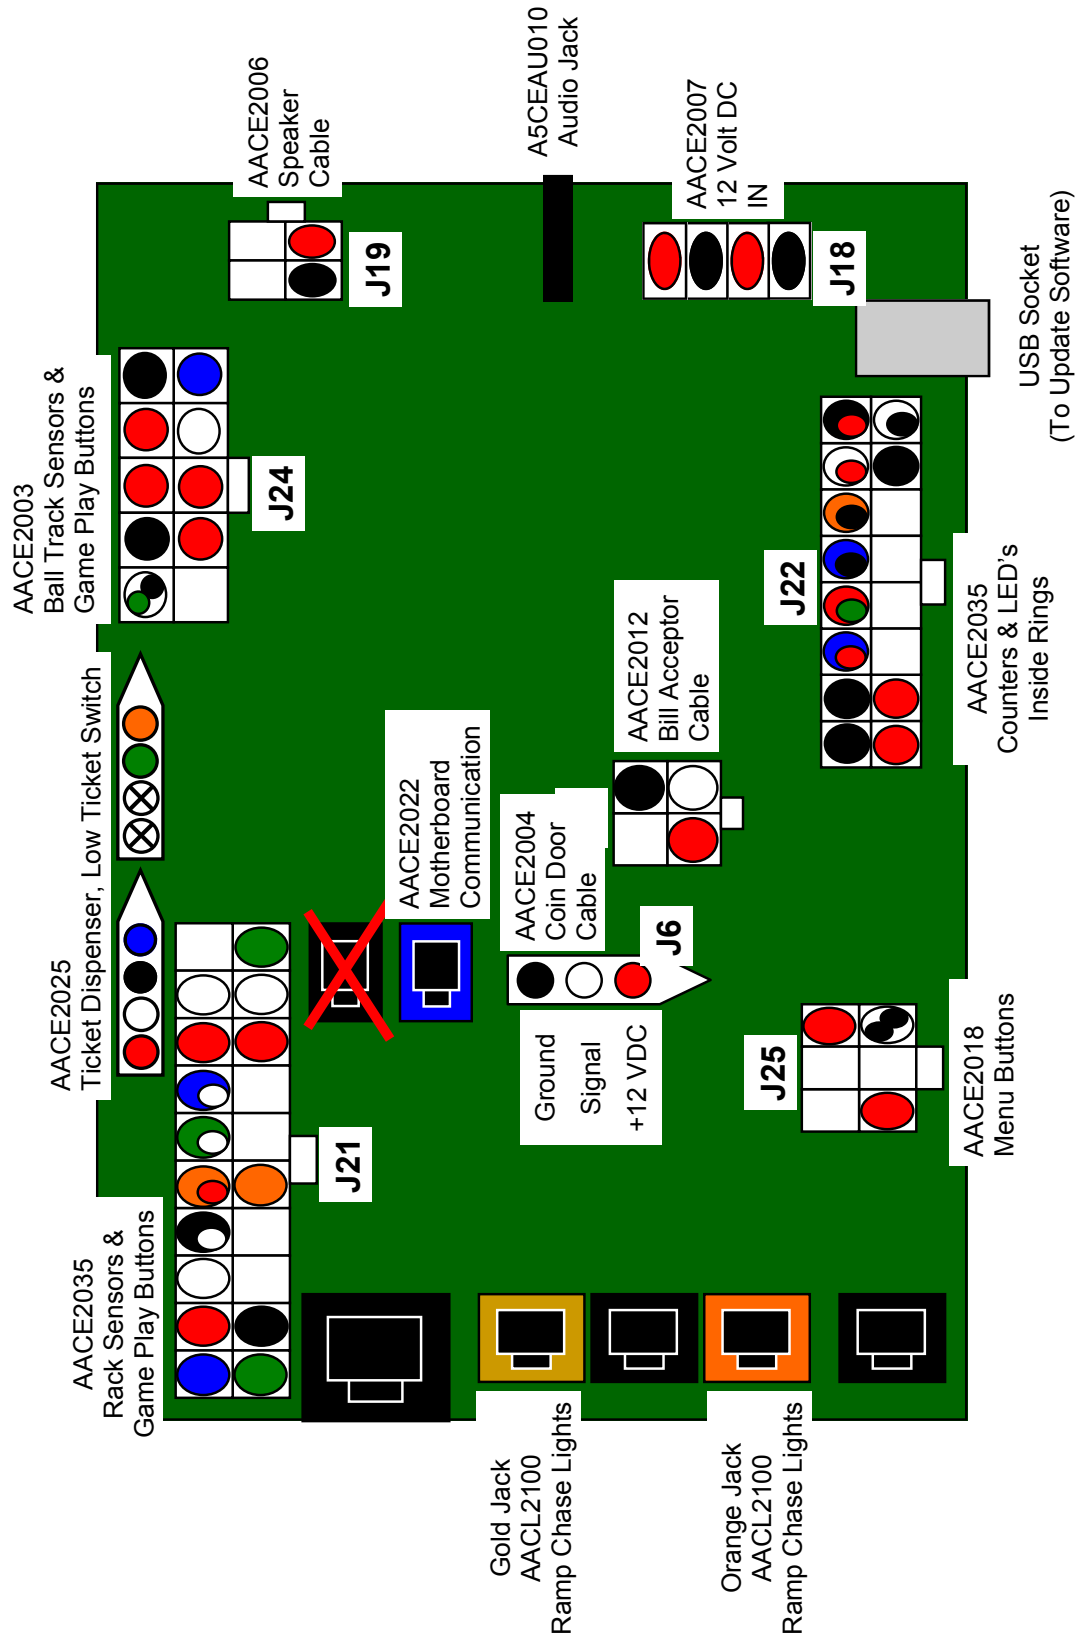 AACE2035
Rack Sensors &
Game Play Buttons
AACE2025
Ticket Dispenser, Low Ticket Switch
AACE2003
Ball Track Sensors &
Game Play Buttons
AACE2006
Speaker
Cable
J21
J24
J19
A5CEAU010
Audio Jack
AACE2022
Motherboard
Communication
AACE2004
Coin Door
Cable
J6
Ground
Signal
+12 VDC
AACE2012
Bill Acceptor
Cable
AACE2007
12 Volt DC
IN
J18
Gold Jack
AACL2100
Ramp Chase Lights
Orange Jack
AACL2100
Ramp Chase Lights
J25
J22
AACE2018
Menu Buttons
AACE2035
Counters & LED's
Inside Rings
USB Socket
(To Update Software)